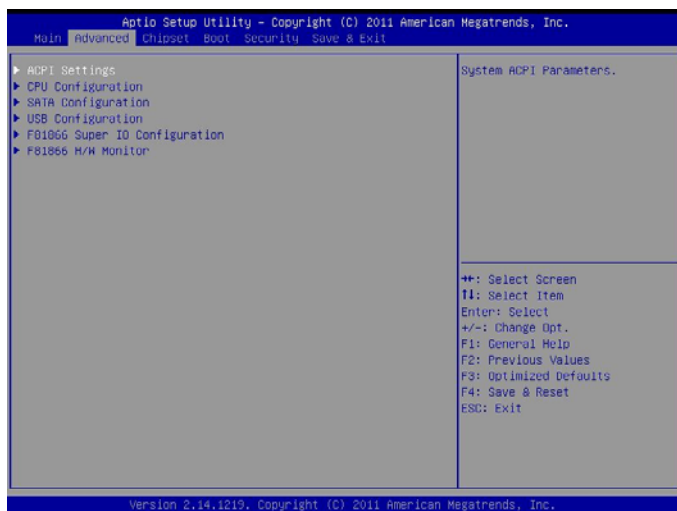 Aptio Setup Utility – Copyright (C) 2011 American Megatrends, Inc.
Main Advanced Chipset Boot Security Save & Exit
► ACPI Settings
► CPU Configuration
► SATA Configuration
► USB Configuration
► F81866 Super IO Configuration
► F81866 H/W Monitor
System ACPI Parameters.
→←: Select Screen
↑↓: Select Item
Enter: Select
+/-: Change Opt.
F1: General Help
F2: Previous Values
F3: Optimized Defaults
F4: Save & Reset
ESC: Exit
Version 2.14.1219. Copyright (C) 2011 American Megatrends, Inc.